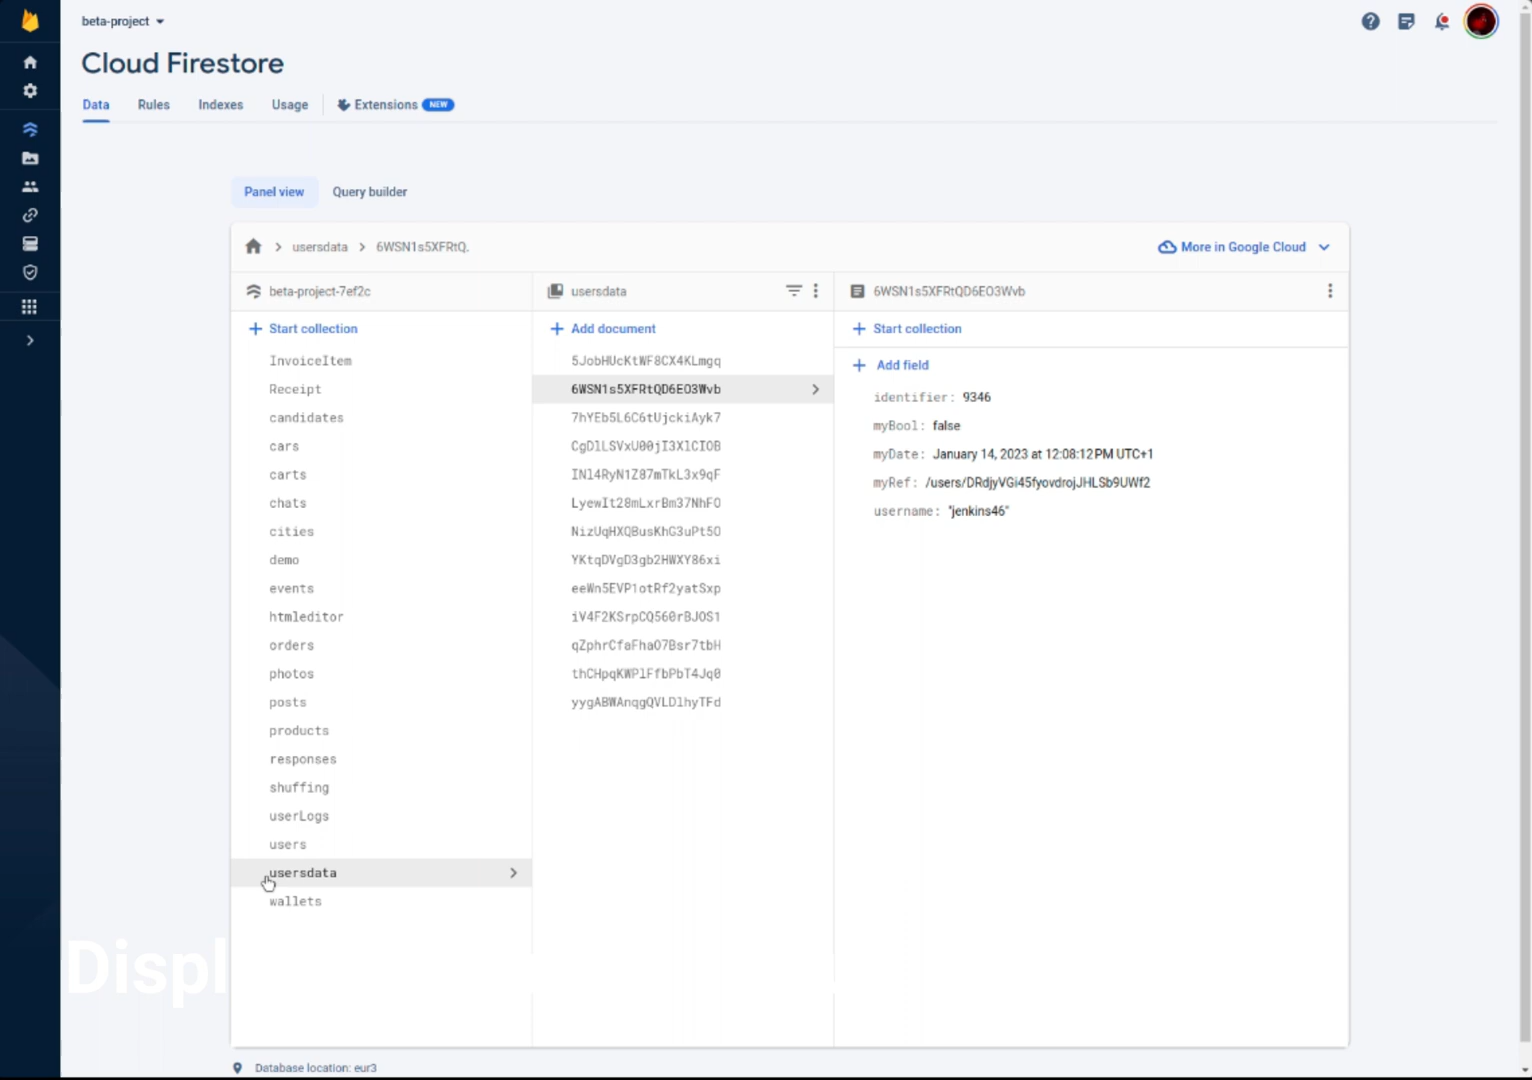 beta-project
Cloud Firestore
Data Rules Indexes Usage Extensions NEW
Panel view Query builder
usersdata 6WSN1s5XFRtQ.
More in Google Cloud
beta-project-7ef2c
Start collection
InvoiceItem
Receipt
candidates
cars
carts
chats
cities
demo
events
htmleditor
orders
photos
posts
products
responses
shuffing
userLogs
users
usersdata
wallets
usersdata
Add document
5JobHUcKtWF8CX4KLmgq
6WSN1s5XFRtQD6EO3Wvb
7hYEb5L6C6tUjckiAyk7
CgDlLSVxU00jI3XlCIOB
INl4RyN1Z87mTkL3x9qF
LyewIt28mLxrBm37NhFO
NizUqHXQBusKhG3uPt5O
YKtqDVgD3gb2HWXY86xi
eeWn5EVP1otRf2yatSxp
iV4F2KSrpCQ560rBJOS1
qZphrCfaFhaO7Bsr7tbH
thCHpqKWPlFfbPbT4Jq0
yygABWAnqgQVLDlhyTFd
6WSN1s5XFRtQD6EO3Wvb
Start collection
Add field
identifier: 9346
myBool: false
myDate: January 14, 2023 at 12:08:12 PM UTC+1
myRef: /users/DRdjyVGi45fyovdrojJHLSb9UWf2
username: "jenkins46"
Displ
Database location: eur3